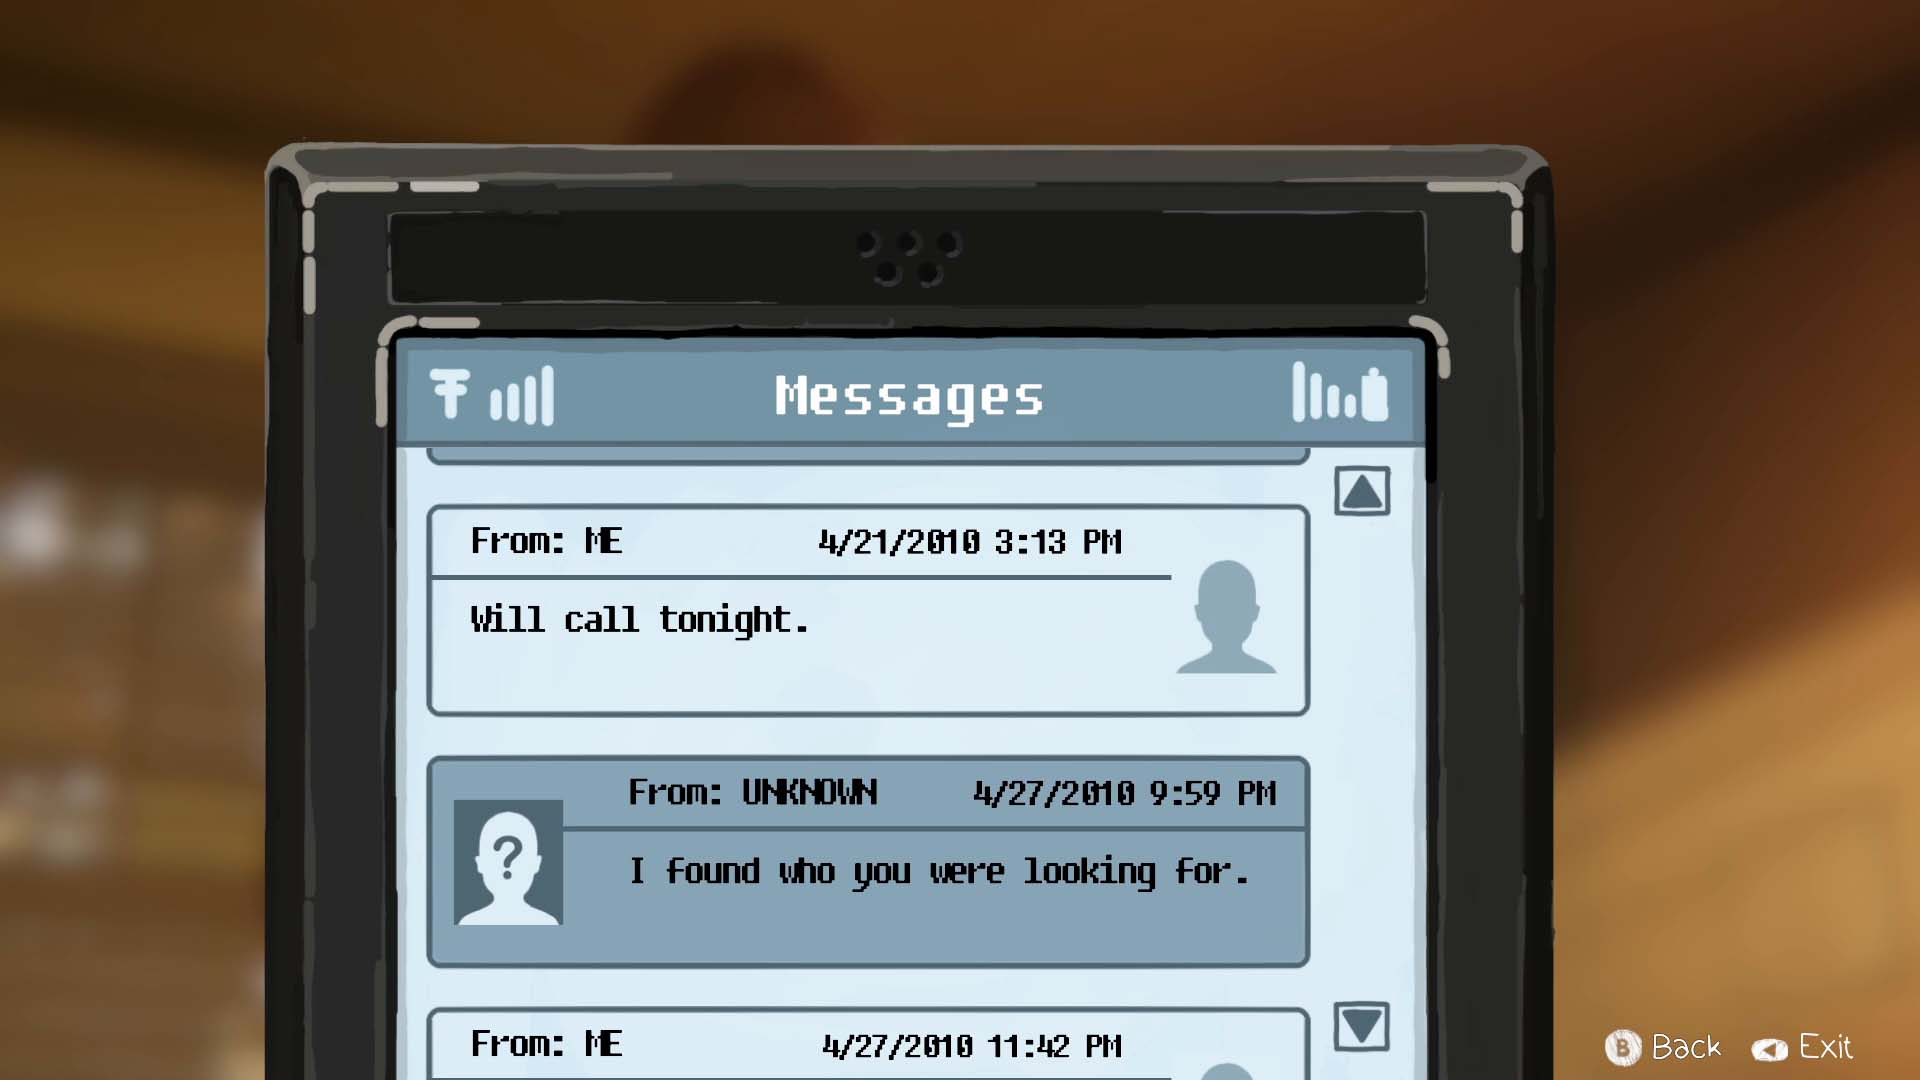 Messages
From: ME 4/21/2010 3:13 PM
Will call tonight.
From: UNKNOWN 4/27/2010 9:59 PM
?
I found who you were looking for.
From: ME 4/27/2010 11:42 PM
B Back Exit